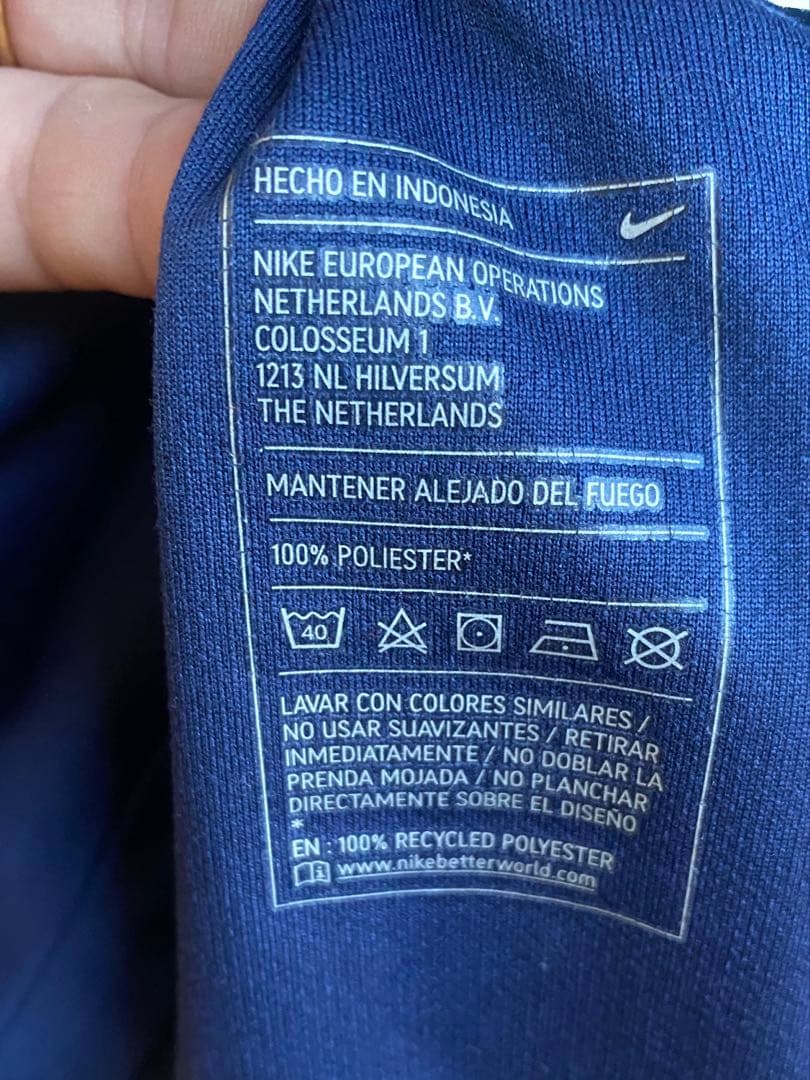 HECHO EN INDONESIA
NIKE EUROPEAN OPERATIONS
NETHERLANDS B.V.
COLOSSEUM 1
1213 NL HILVERSUM
THE NETHERLANDS
MANTENER ALEJADO DEL FUEGO
100% POLIESTER*
40
LAVAR CON COLORES SIMILARES /
NO USAR SUAVIZANTES / RETIRAR
INMEDIATAMENTE / NO DOBLAR LA
PRENDA MOJADA / NO PLANCHAR
DIRECTAMENTE SOBRE EL DISEÑO
*
EN : 100% RECYCLED POLYESTER
www.nikebetterworld.com